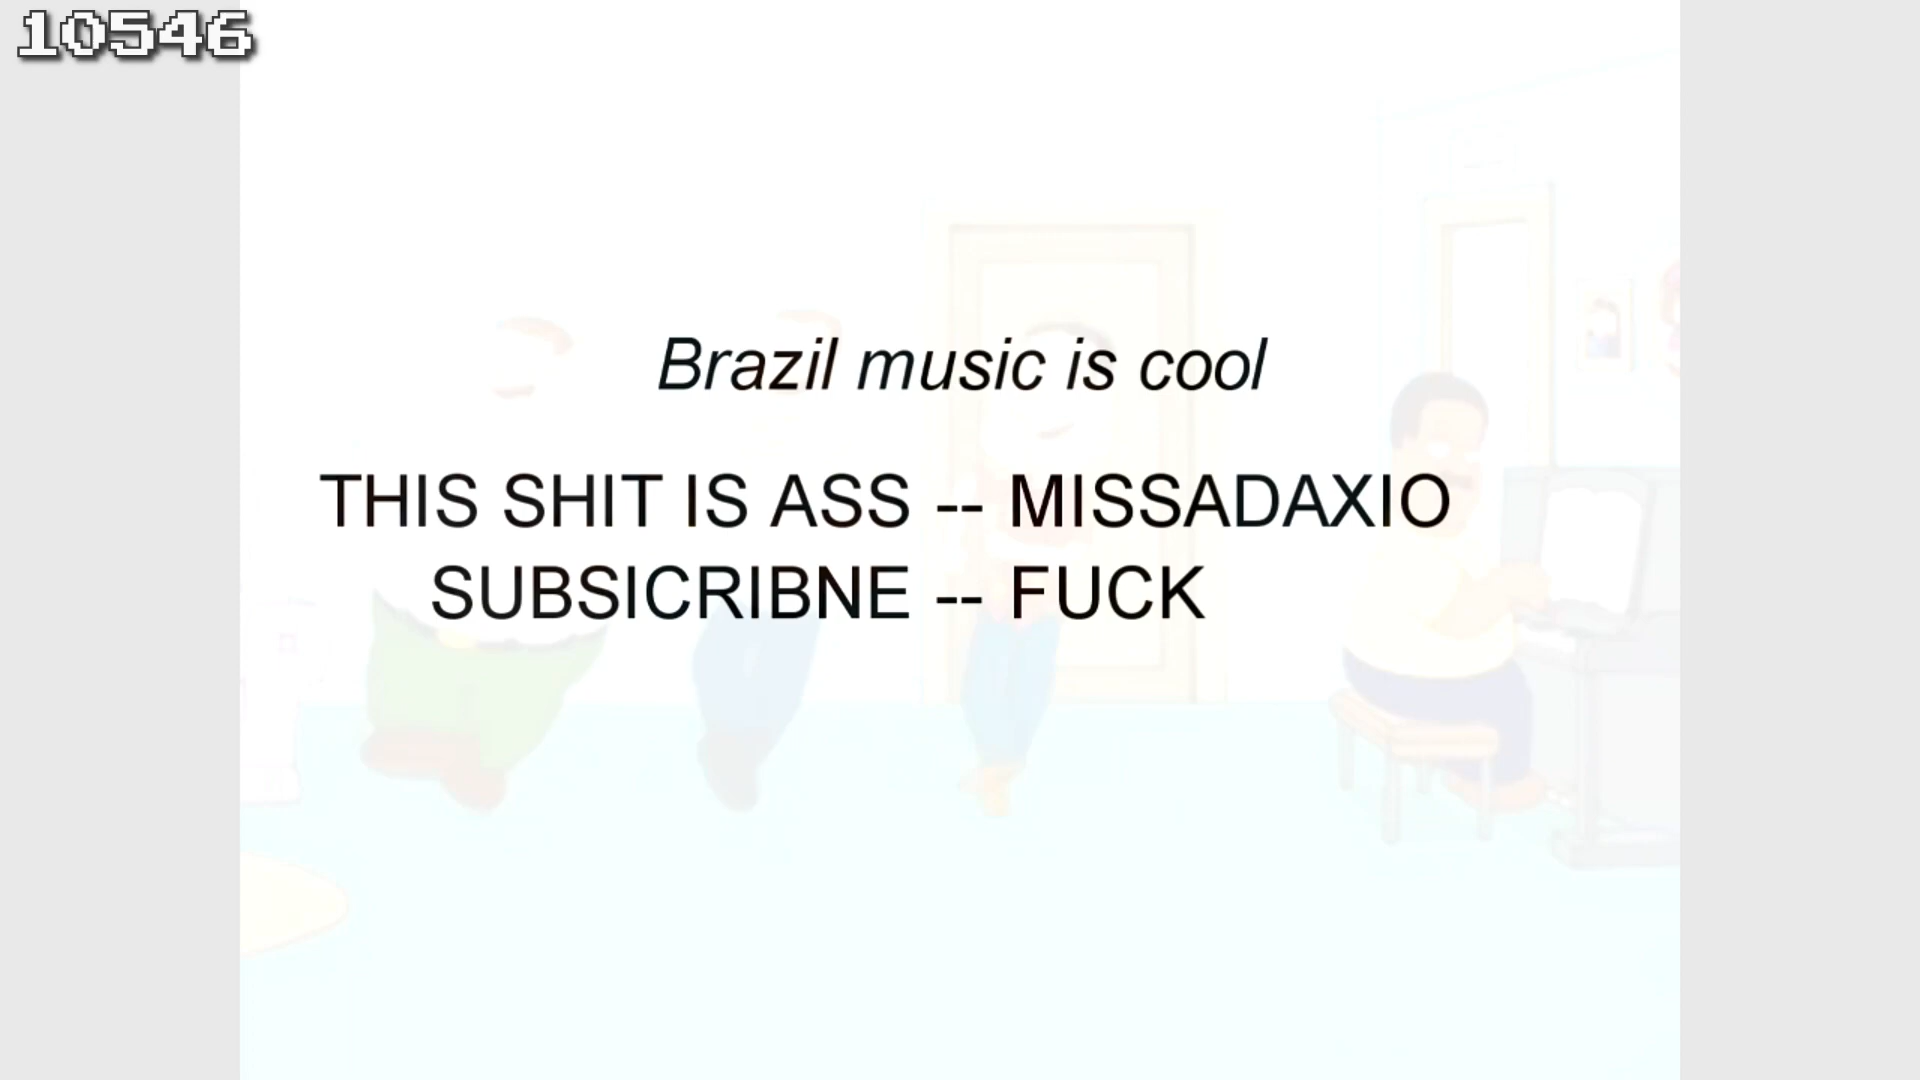 10546
Brazil music is cool
THIS SHIT IS ASS -- MISSADAXIO
SUBSICRIBNE -- FUCK